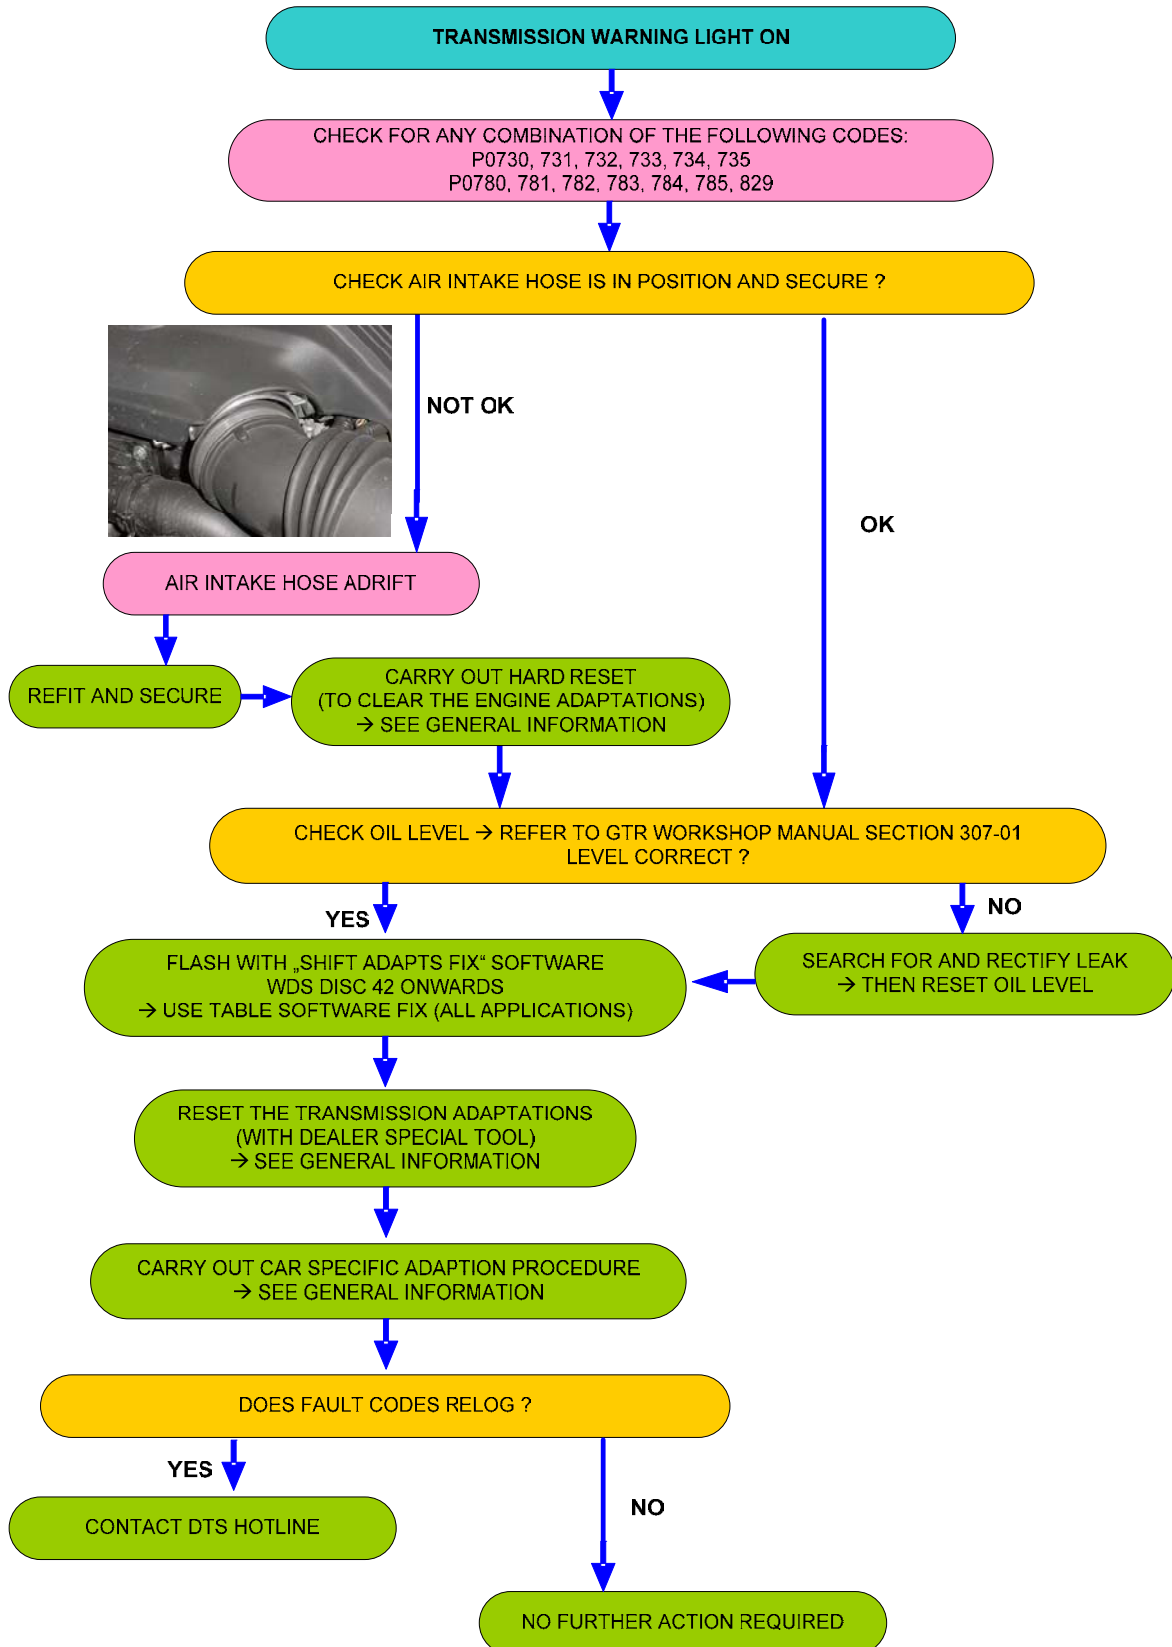 TRANSMISSION WARNING LIGHT ON
CHECK FOR ANY COMBINATION OF THE FOLLOWING CODES:
P0730, 731, 732, 733, 734, 735
P0780, 781, 782, 783, 784, 785, 829
CHECK AIR INTAKE HOSE IS IN POSITION AND SECURE ?
NOT OK
OK
AIR INTAKE HOSE ADRIFT
REFIT AND SECURE
CARRY OUT HARD RESET
(TO CLEAR THE ENGINE ADAPTATIONS)
→ SEE GENERAL INFORMATION
CHECK OIL LEVEL → REFER TO GTR WORKSHOP MANUAL SECTION 307-01
LEVEL CORRECT ?
YES
NO
FLASH WITH „SHIFT ADAPTS FIX“ SOFTWARE
WDS DISC 42 ONWARDS
→ USE TABLE SOFTWARE FIX (ALL APPLICATIONS)
SEARCH FOR AND RECTIFY LEAK
→ THEN RESET OIL LEVEL
RESET THE TRANSMISSION ADAPTATIONS
(WITH DEALER SPECIAL TOOL)
→ SEE GENERAL INFORMATION
CARRY OUT CAR SPECIFIC ADAPTION PROCEDURE
→ SEE GENERAL INFORMATION
DOES FAULT CODES RELOG ?
YES
NO
CONTACT DTS HOTLINE
NO FURTHER ACTION REQUIRED